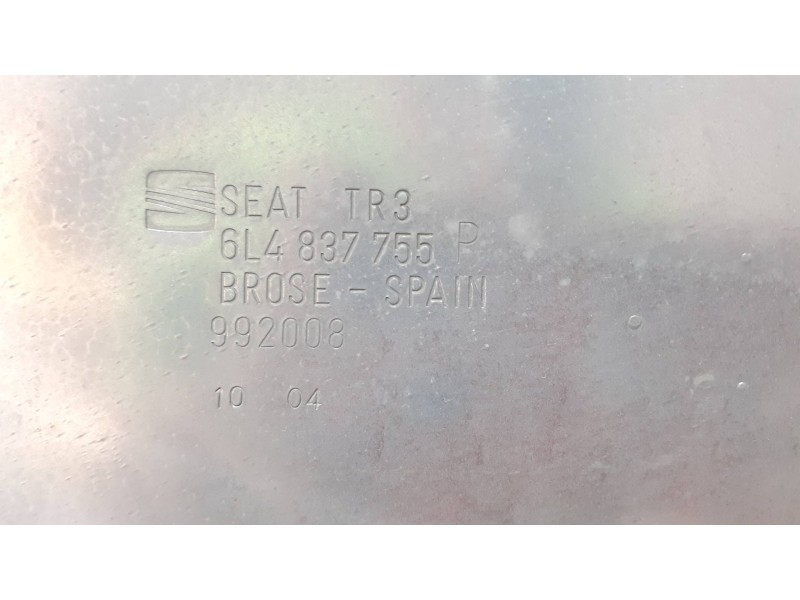 SEAT TR3
6L4 837 755 P
BROSE - SPAIN
992008
10 04